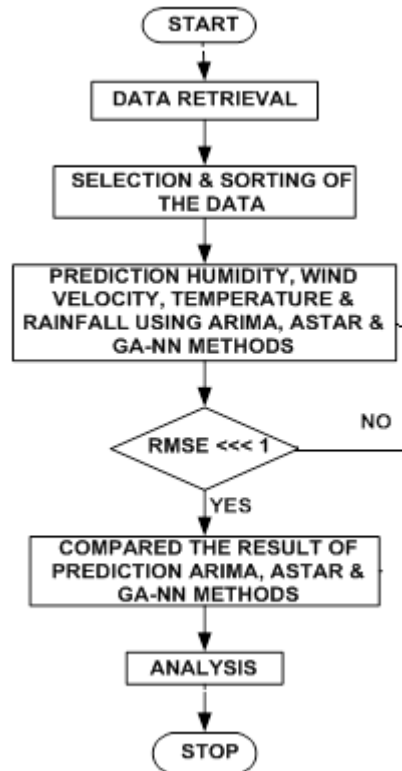 START
DATA RETRIEVAL
SELECTION & SORTING OF
THE DATA
PREDICTION HUMIDITY, WIND
VELOCITY, TEMPERATURE &
RAINFALL USING ARIMA, ASTAR &
GA-NN METHODS
RMSE <<< 1
NO
YES
COMPARED THE RESULT OF
PREDICTION ARIMA, ASTAR &
GA-NN METHODS
ANALYSIS
STOP